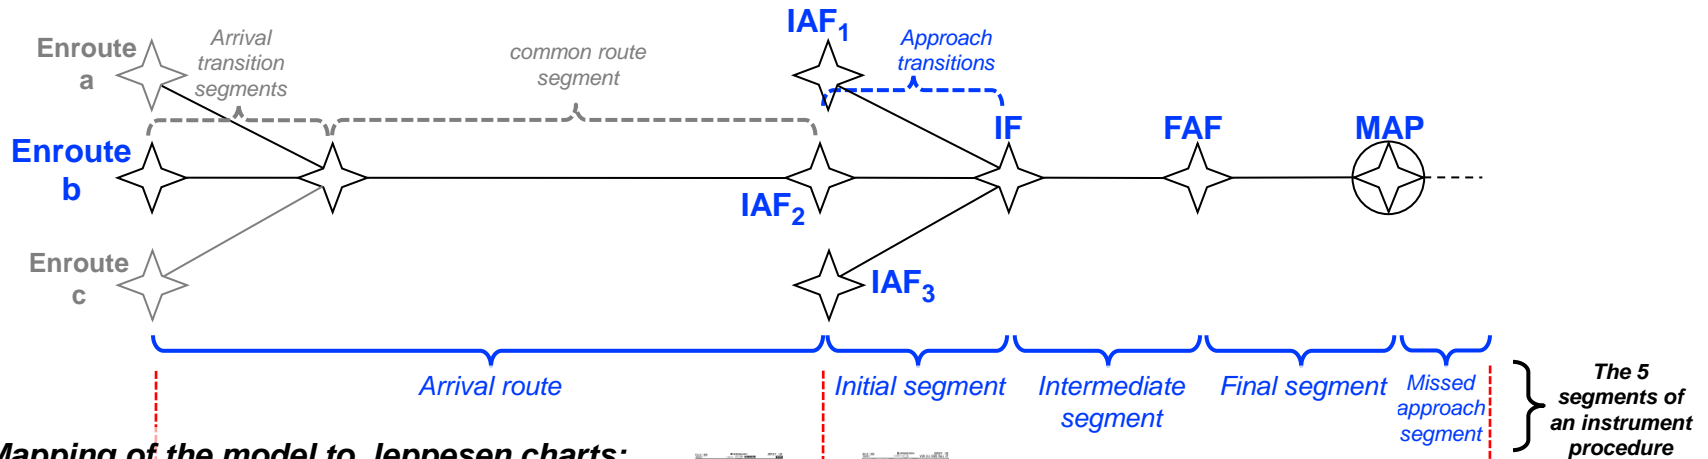 Enroute
a
Arrival
transition
segments
common route
segment
IAF1
Approach
transitions
Enroute
b
IAF2
IF
FAF
MAP
Enroute
c
IAF3
Arrival route
Initial segment
Intermediate
segment
Final segment
Missed
approach
segment
The 5
segments of
an instrument
procedure
Mapping of the model to Jeppesen charts: